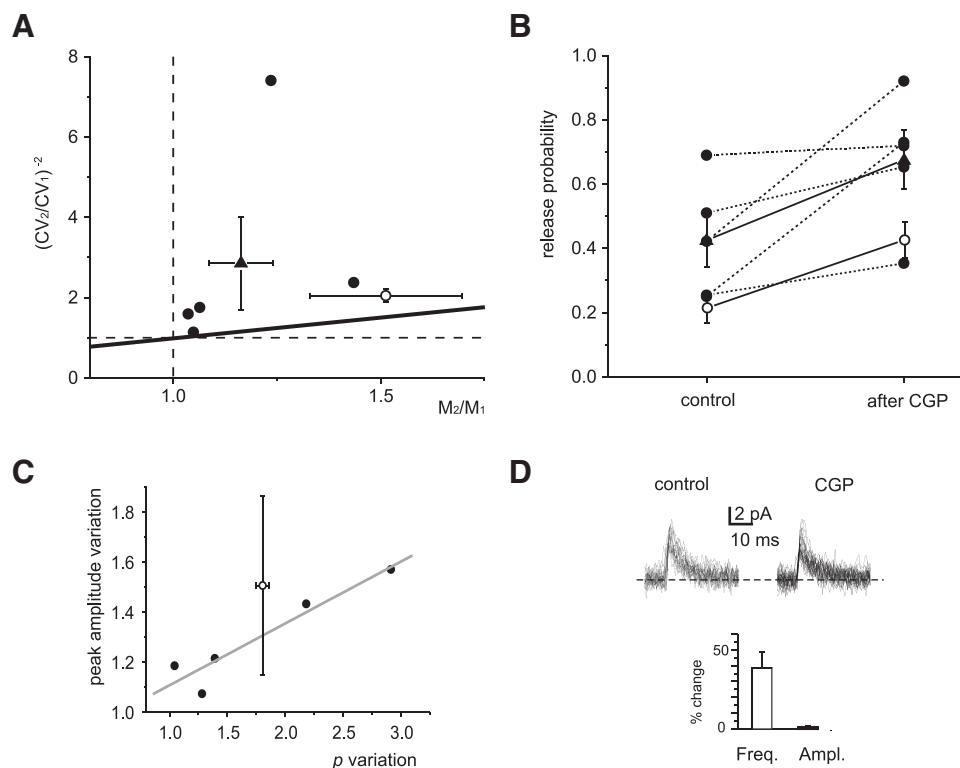 A
8
6
4
2
0
(CV2/CV1)-2
1.0
1.5
M2/M1
B
1.0
0.8
0.6
0.4
0.2
0.0
release probability
control
after CGP
C
1.8
1.6
1.4
1.2
1.0
peak amplitude variation
1.0
1.5
2.0
2.5
3.0
p variation
D
control
CGP
2 pA
10 ms
50
0
% change
Freq.
Ampl.